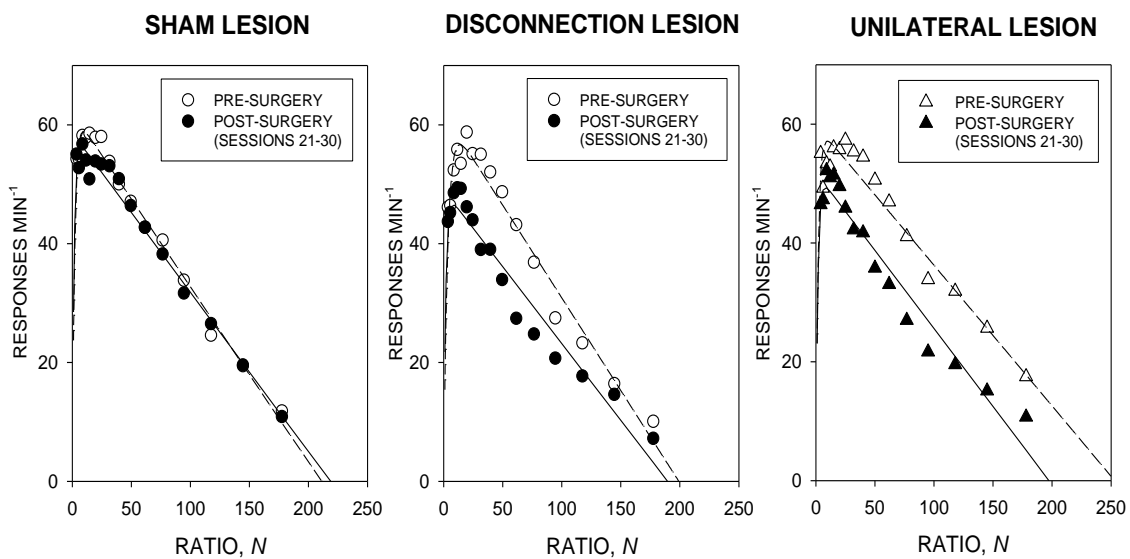 SHAM LESION
DISCONNECTION LESION
UNILATERAL LESION
PRE-SURGERY
POST-SURGERY
(SESSIONS 21-30)
PRE-SURGERY
POST-SURGERY
(SESSIONS 21-30)
PRE-SURGERY
POST-SURGERY
(SESSIONS 21-30)
RESPONSES MIN⁻¹
60
40
20
0
0 50 100 150 200 250
RATIO, N
RESPONSES MIN⁻¹
60
40
20
0
0 50 100 150 200 250
RATIO, N
RESPONSES MIN⁻¹
60
40
20
0
0 50 100 150 200 250
RATIO, N